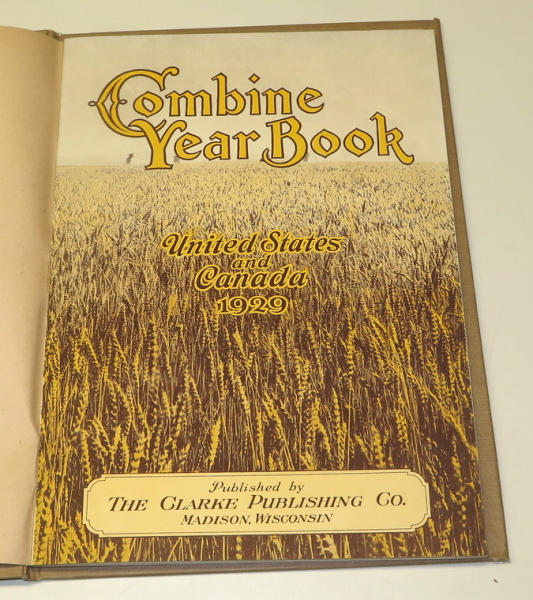 Combine
Year Book
United States
and
Canada
1929
Published by
THE CLARKE PUBLISHING CO.
MADISON, WISCONSIN